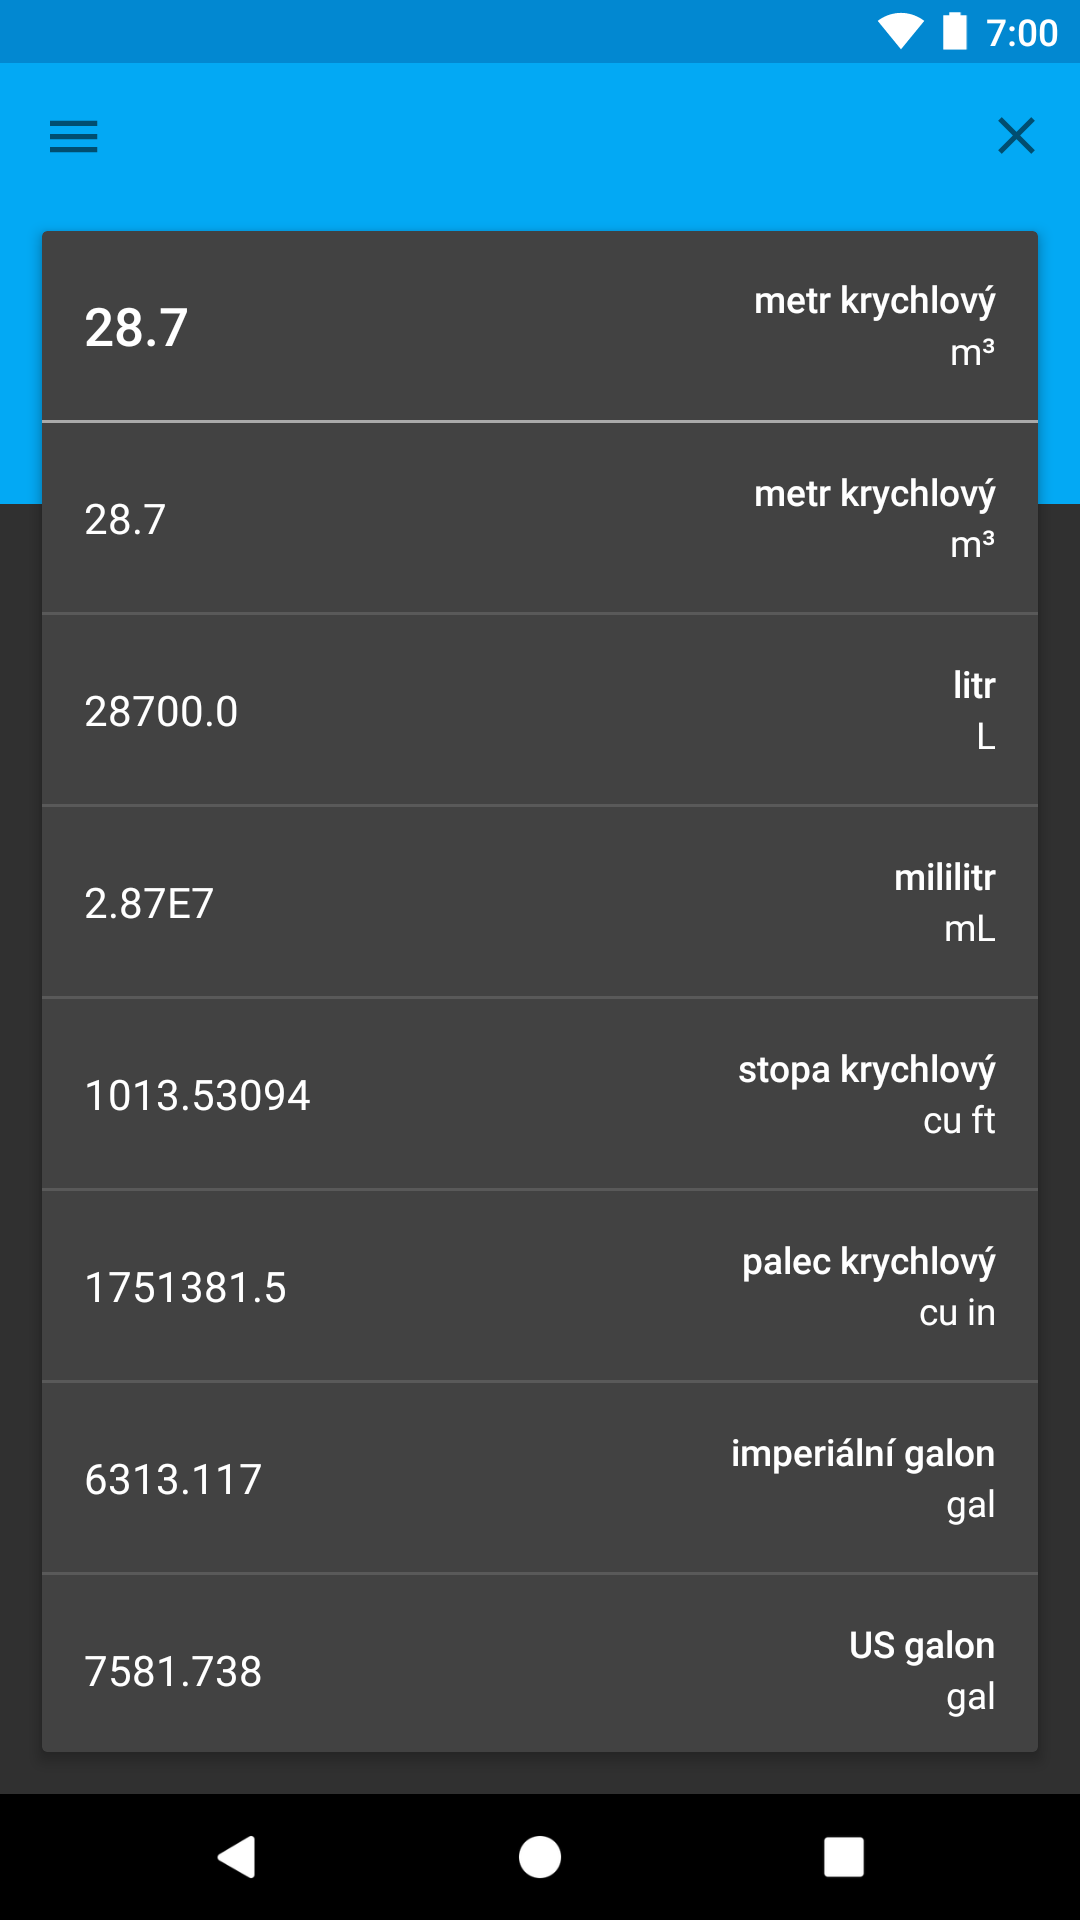 7:00
28.7
metr krychlový
m³
28.7
metr krychlový
m³
28700.0
litr
L
2.87E7
mililitr
mL
1013.53094
stopa krychlový
cu ft
1751381.5
palec krychlový
cu in
6313.117
imperiální galon
gal
7581.738
US galon
gal